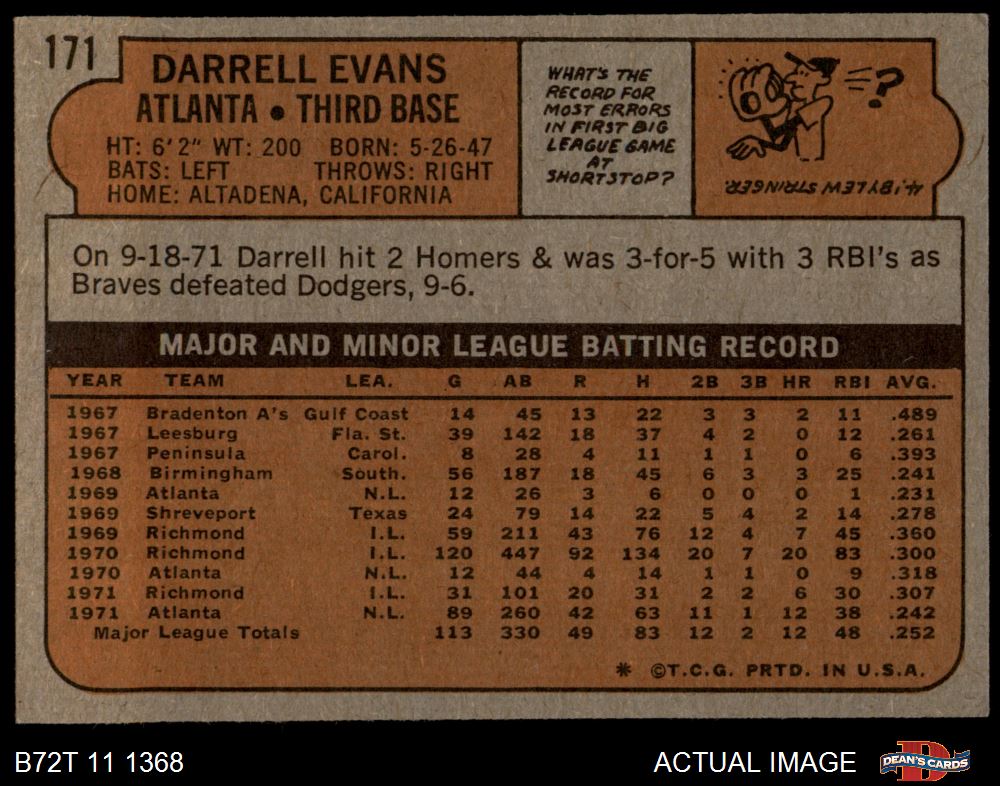 171
DARRELL EVANS
ATLANTA • THIRD BASE
HT: 6'2" WT: 200 BORN: 5-26-47
BATS: LEFT THROWS: RIGHT
HOME: ALTADENA, CALIFORNIA
WHAT'S THE
RECORD FOR
MOST ERRORS
IN FIRST BIG
LEAGUE GAME
AT
SHORTSTOP?
?
4.
STRINGER
On 9-18-71 Darrell hit 2 Homers & was 3-for-5 with 3 RBI's as
Braves defeated Dodgers, 9-6.
MAJOR AND MINOR LEAGUE BATTING RECORD
YEAR TEAM LEA. G AB R H 2B 3B HR RBI AVG.
1967 Bradenton A's Gulf Coast 14 45 13 22 3 3 2 11 .489
1967 Leesburg Fla. St. 39 142 18 37 4 2 0 12 .261
1967 Peninsula Carol. 8 28 4 11 1 1 0 6 .393
1968 Birmingham South. 56 187 18 45 6 3 3 25 .241
1969 Atlanta N.L. 12 26 3 6 0 0 0 1 .231
1969 Shreveport Texas 24 79 14 22 5 4 2 14 .278
1969 Richmond I.L. 59 211 43 76 12 4 7 45 .360
1970 Richmond I.L. 120 447 92 134 20 7 20 83 .300
1970 Atlanta N.L. 12 44 4 14 1 1 0 9 .318
1971 Richmond I.L. 31 101 20 31 2 2 6 30 .307
1971 Atlanta N.L. 89 260 42 63 11 1 12 38 .242
Major League Totals 113 330 49 83 12 2 12 48 .252
* ©T.C.G. PRTD. IN U.S.A.
B72T 11 1368
ACTUAL IMAGE
D
DEAN'S CARDS